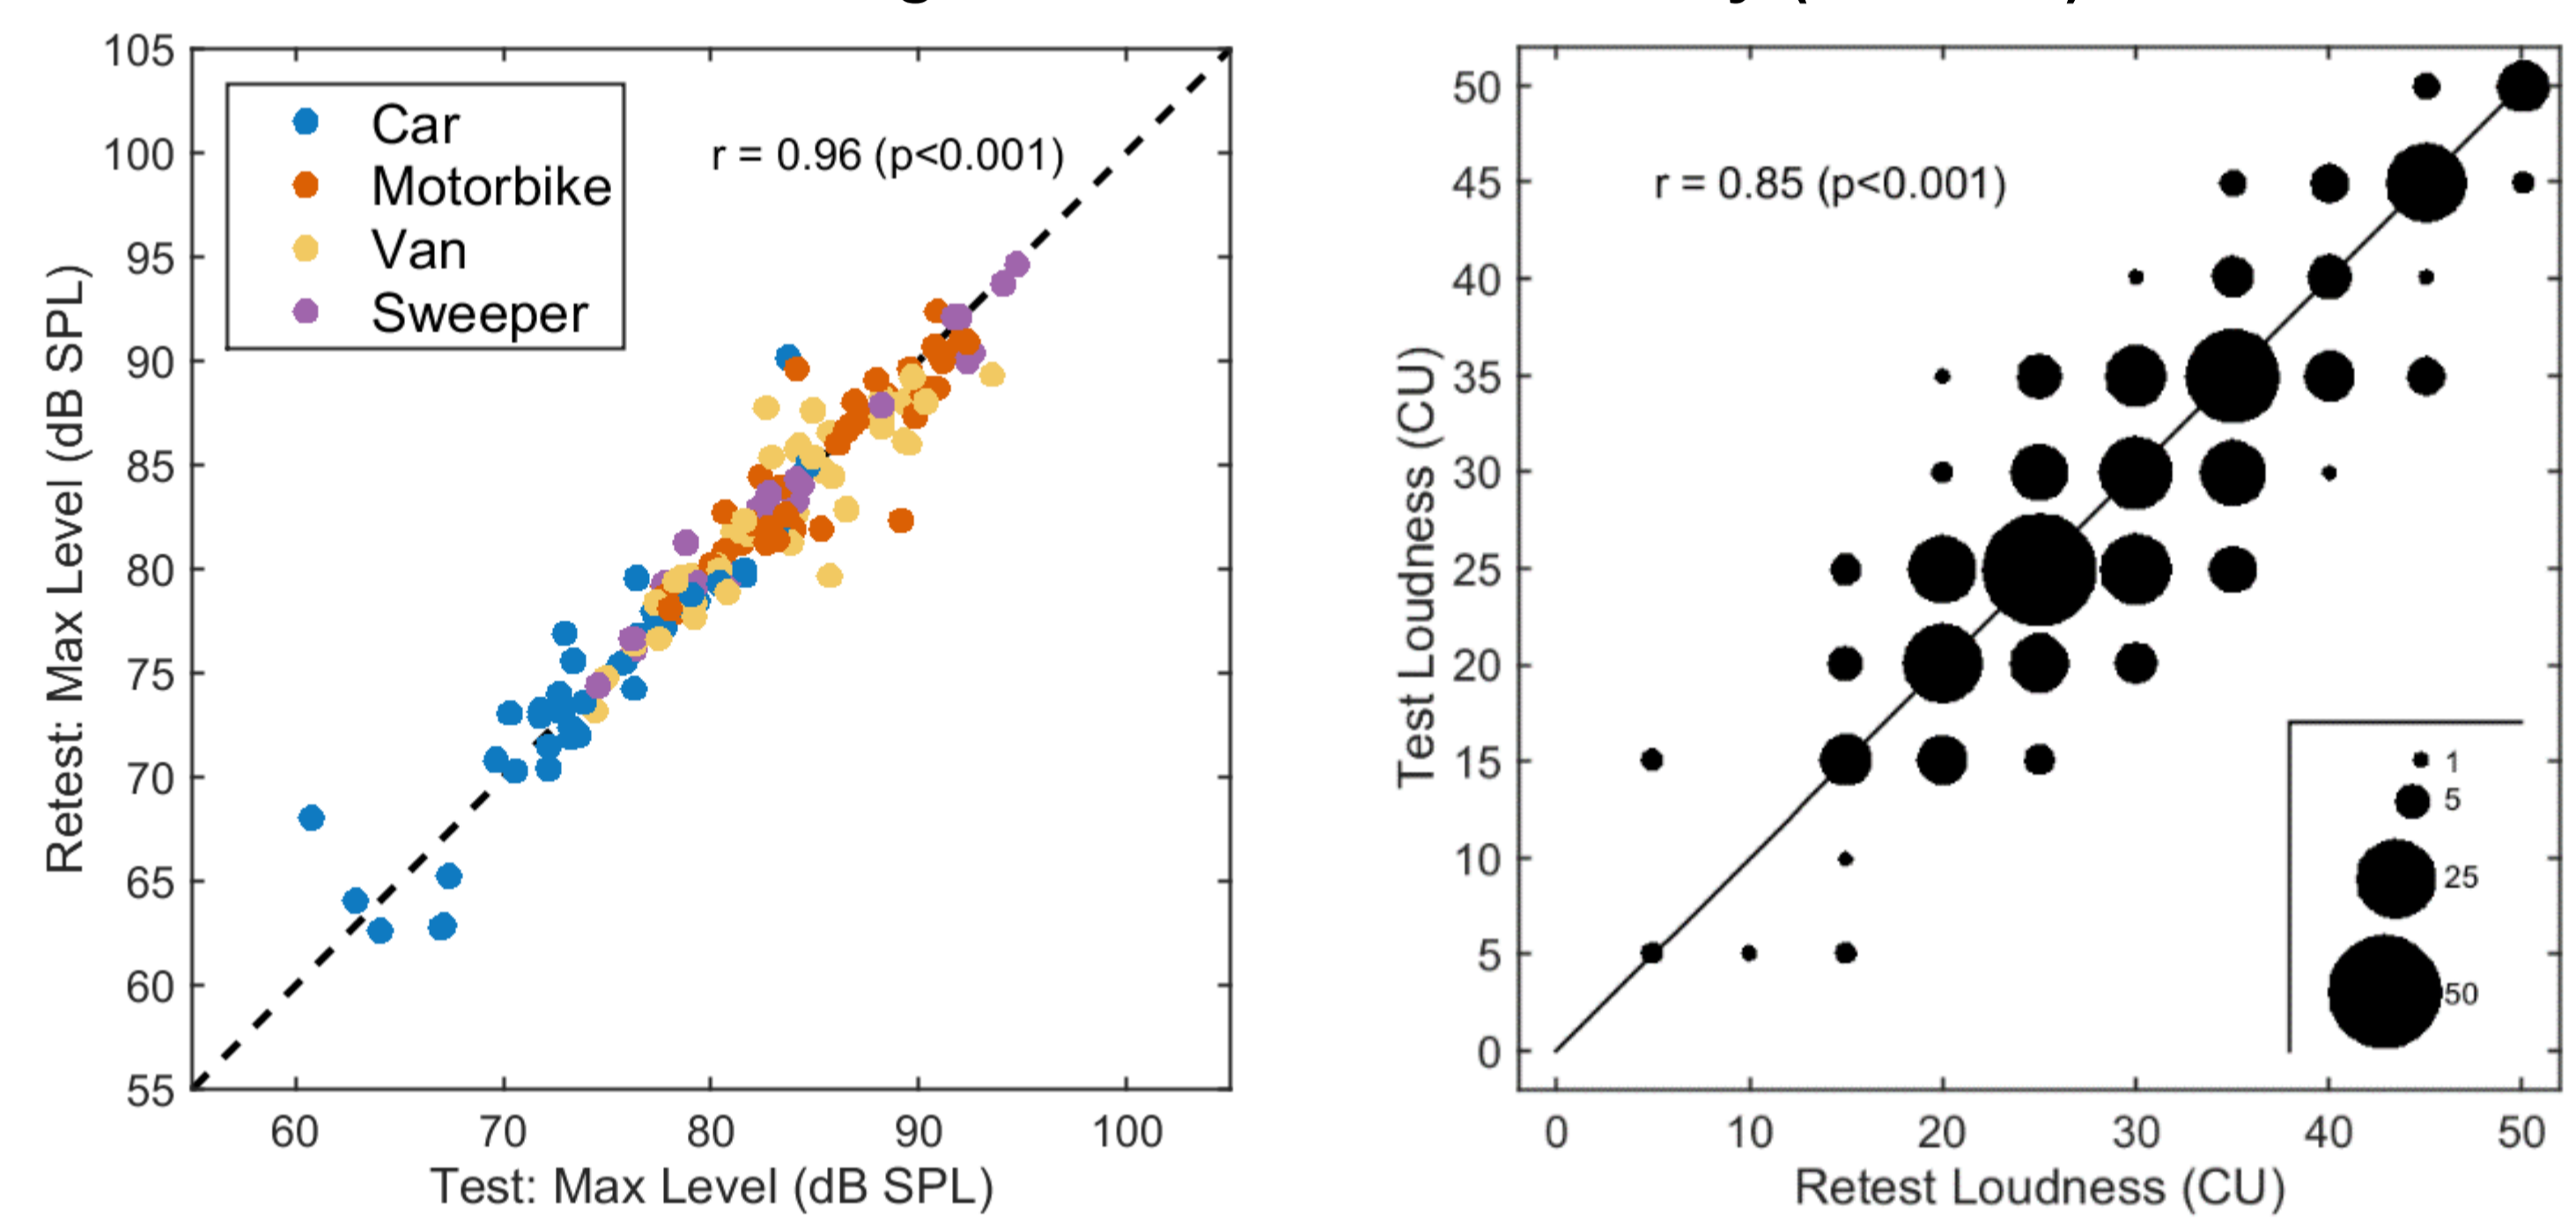 105
100
95
90
85
80
75
70
65
60
55
60 70 80 90 100
Retest: Max Level (dB SPL)
Test: Max Level (dB SPL)
Car
Motorbike
Van
Sweeper
r = 0.96 (p<0.001)
50
45
40
35
30
25
20
15
10
5
0
0 10 20 30 40 50
Test Loudness (CU)
Retest Loudness (CU)
r = 0.85 (p<0.001)
1
5
25
50